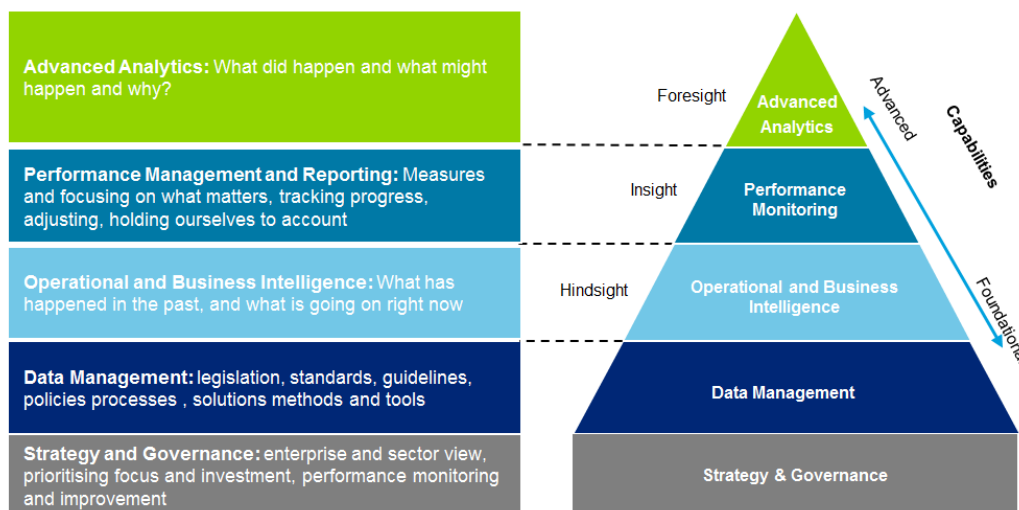 Advanced Analytics: What did happen and what might
happen and why?
Performance Management and Reporting: Measures
and focusing on what matters, tracking progress,
adjusting, holding ourselves to account
Operational and Business Intelligence: What has
happened in the past, and what is going on right now
Data Management: legislation, standards, guidelines,
policies processes , solutions methods and tools
Strategy and Governance: enterprise and sector view,
prioritising focus and investment, performance monitoring
and improvement
Foresight
Insight
Hindsight
Advanced
Analytics
Performance
Monitoring
Operational and Business
Intelligence
Data Management
Strategy & Governance
Advanced
Capabilities
Foundational